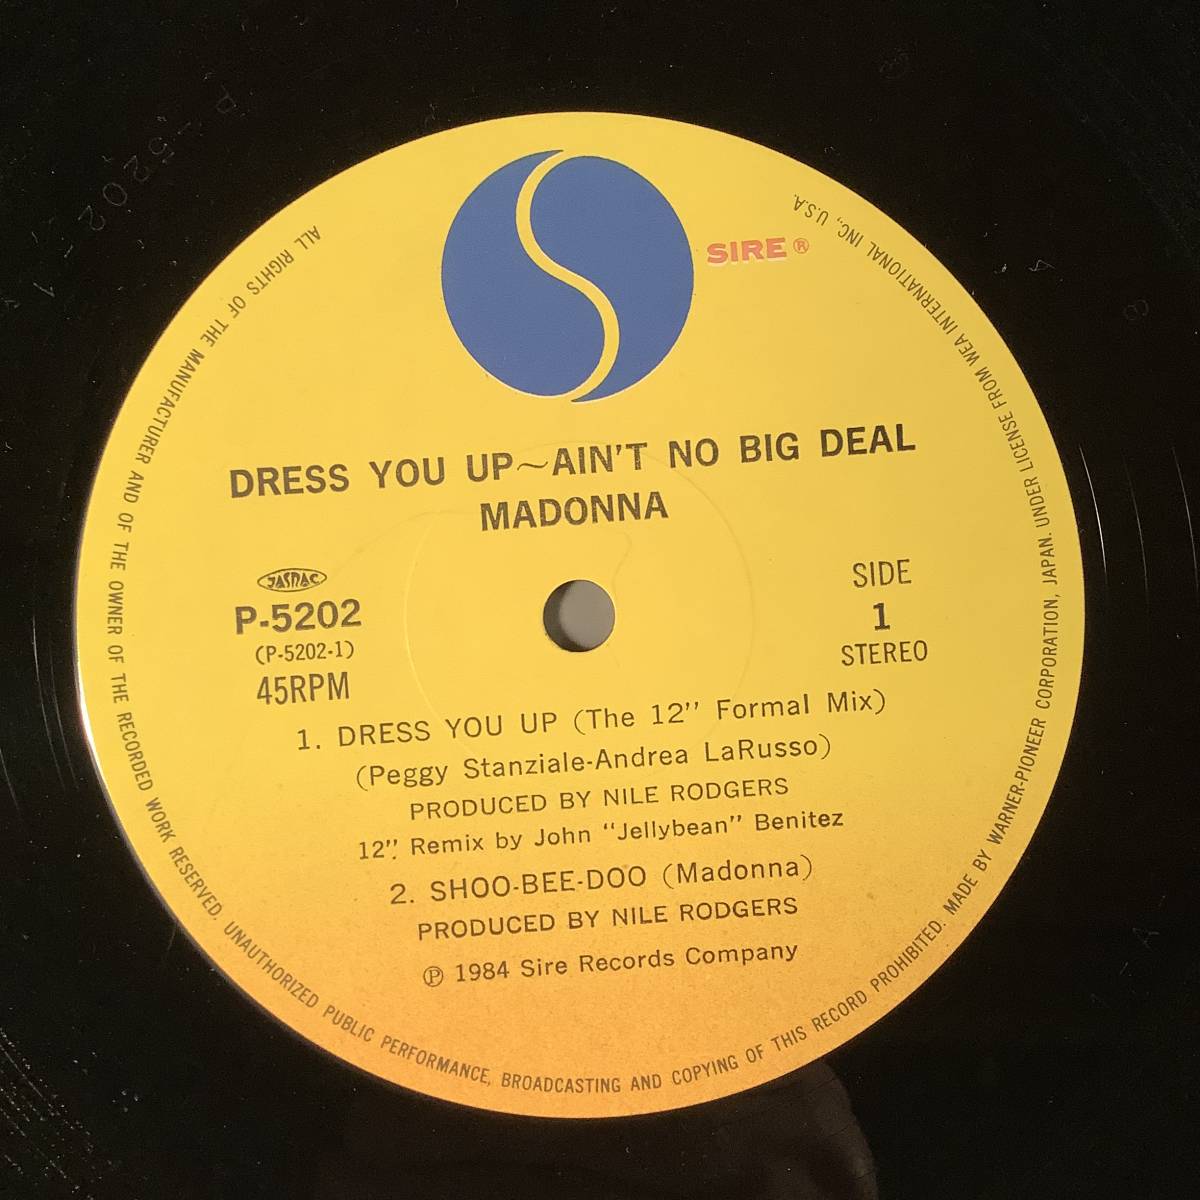 SIRE®
DRESS YOU UP～AIN'T NO BIG DEAL
MADONNA
JASRAC
P-5202
(P-5202-1)
45RPM
SIDE
1
STEREO
1. DRESS YOU UP (The 12" Formal Mix)
(Peggy Stanziale-Andrea LaRusso)
PRODUCED BY NILE RODGERS
12" Remix by John "Jellybean" Benitez
2. SHOO-BEE-DOO (Madonna)
PRODUCED BY NILE RODGERS
℗ 1984 Sire Records Company
ALL RIGHTS OF THE MANUFACTURER AND OF THE OWNER OF THE RECORDED WORK RESERVED. UNAUTHORIZED PUBLIC PERFORMANCE, BROADCASTING AND COPYING OF THIS RECORD PROHIBITED. MADE BY WARNER-PIONEER CORPORATION, JAPAN. UNDER LICENSE FROM WEA INTERNATIONAL INC., U.S.A.
P-5202-1